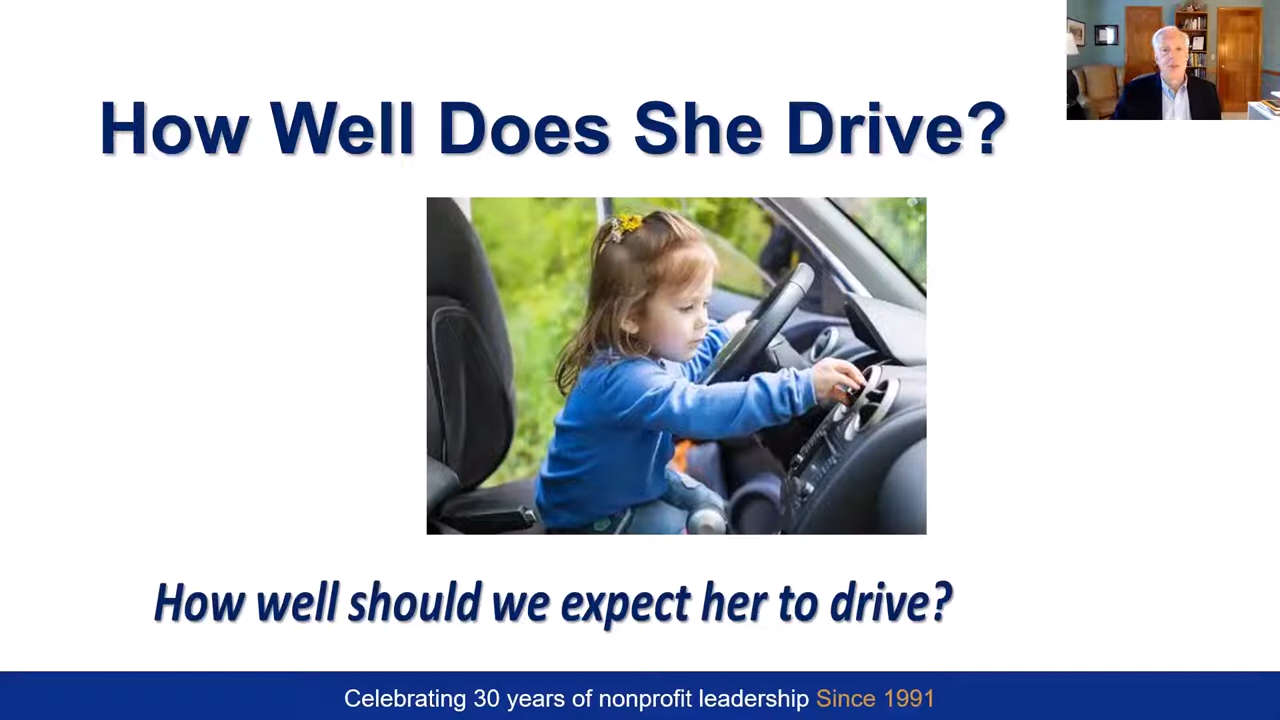 How Well Does She Drive?
How well should we expect her to drive?
Celebrating 30 years of nonprofit leadership Since 1991